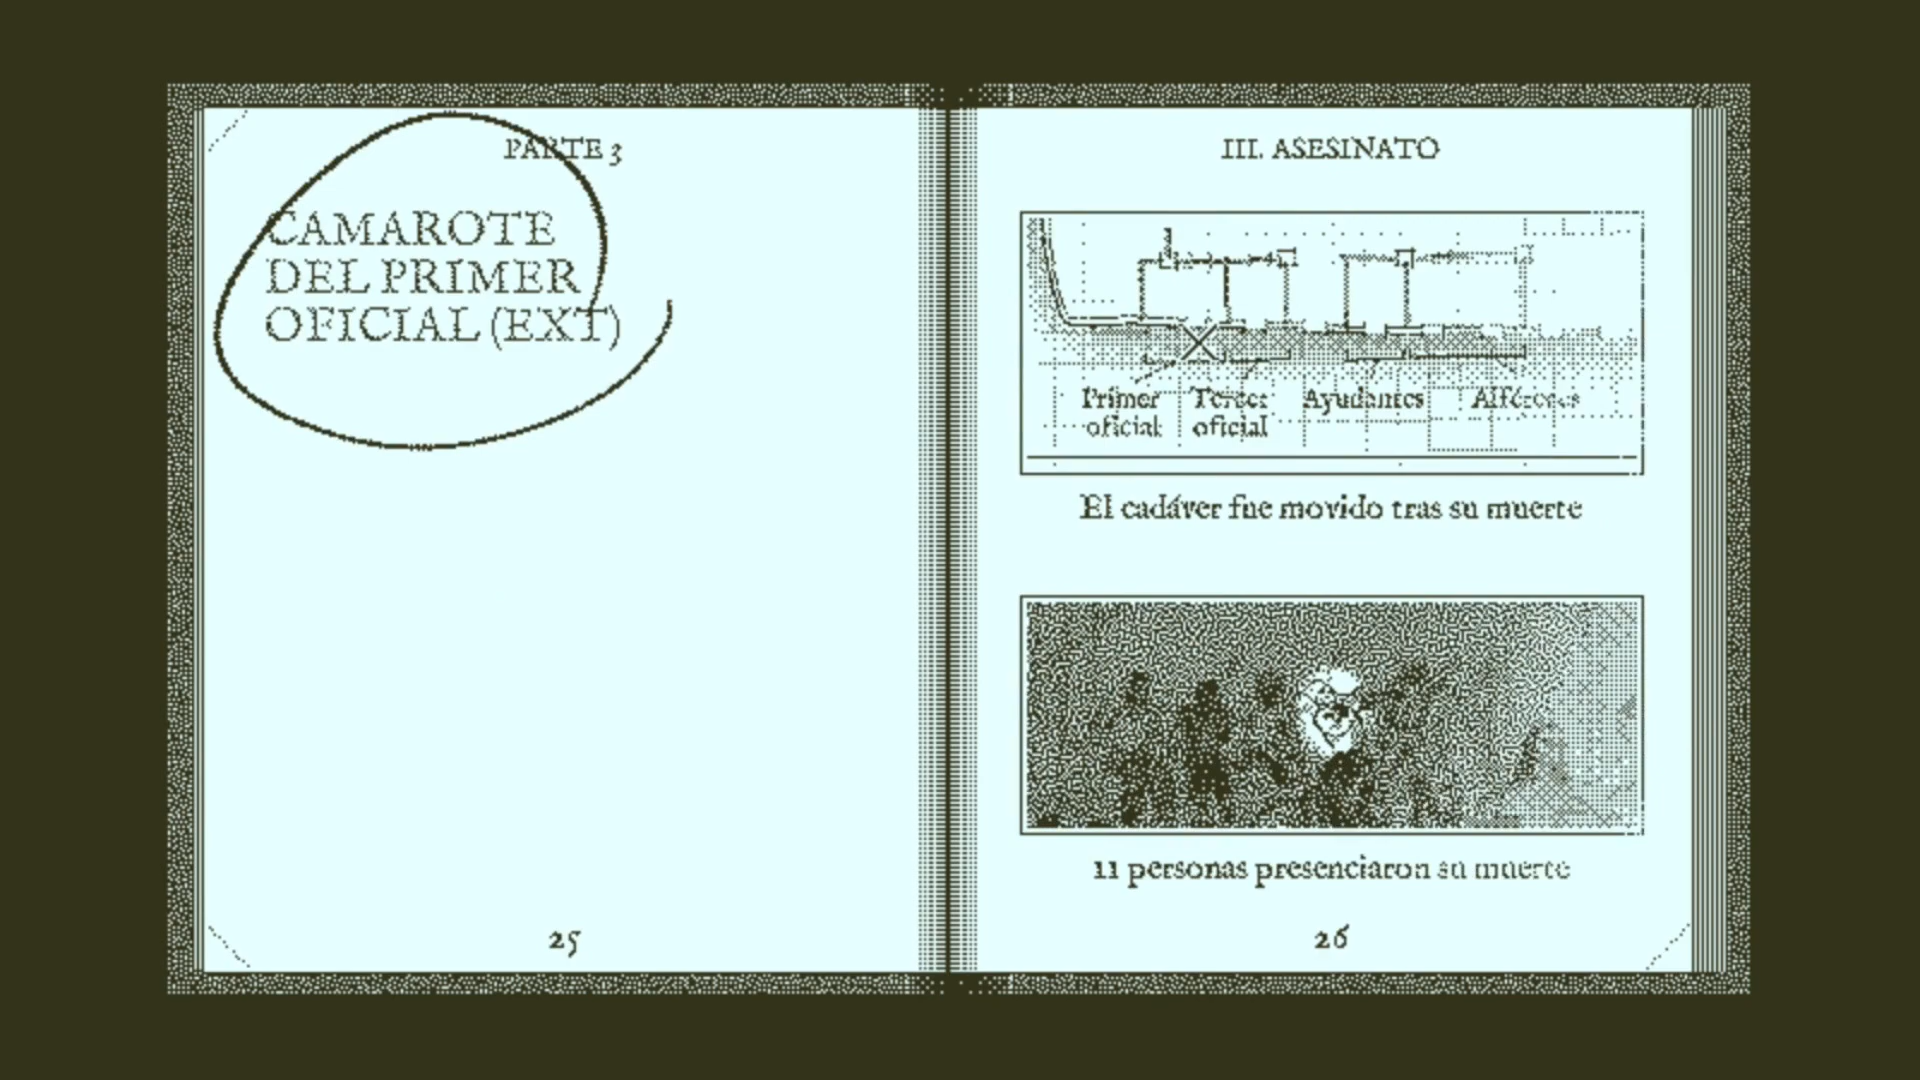 PARTE 3
CAMAROTE
DEL PRIMER
OFICIAL (EXT)
25
III. ASESINATO
Primer Tercer Ayudantes Alféreces
oficial oficial
El cadáver fue movido tras su muerte
11 personas presenciaron su muerte
26